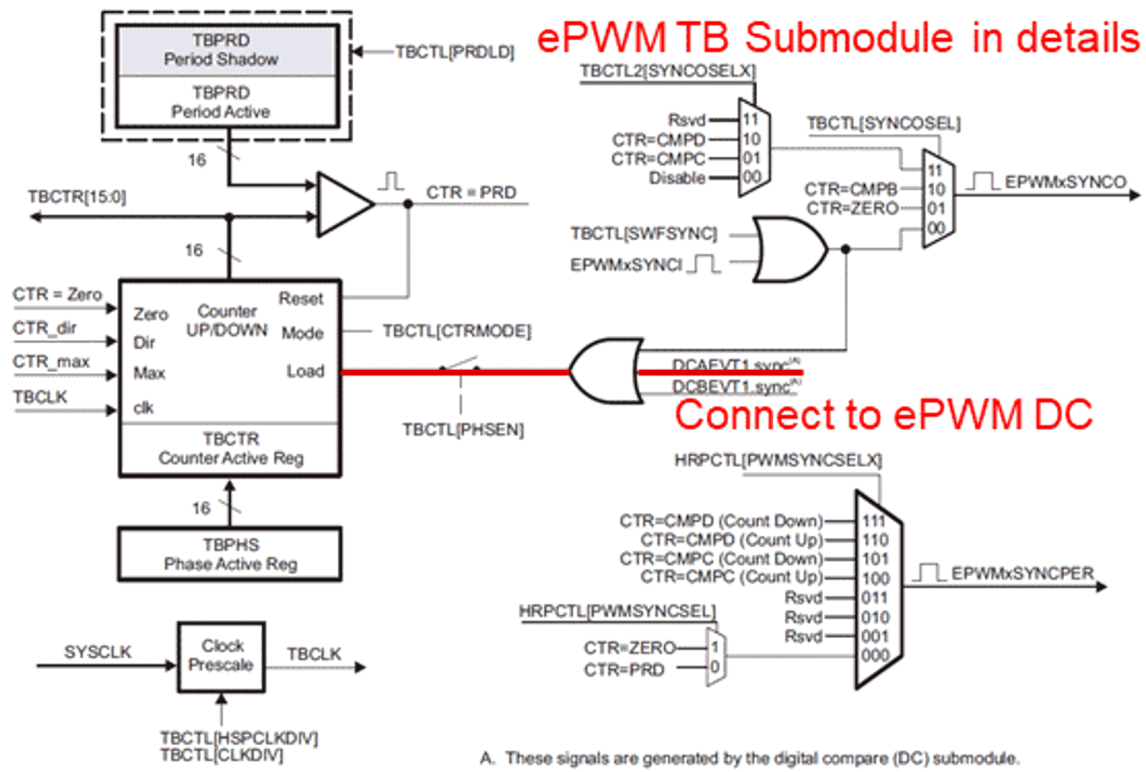 ePWM TB Submodule in details
TBPRD
Period Shadow
TBPRD
Period Active
TBCTL[PRDLD]
16
TBCTR[15:0]
CTR = PRD
16
CTR = Zero
CTR_dir
CTR_max
TBCLK
Zero
Dir
Max
clk
Counter
UP/DOWN
Reset
Mode
Load
TBCTL[CTRMODE]
TBCTR
Counter Active Reg
TBCTL[PHSEN]
16
TBPHS
Phase Active Reg
SYSCLK
Clock
Prescale
TBCLK
TBCTL[HSPCLKDIV]
TBCTL[CLKDIV]
TBCTL2[SYNCOSELX]
Rsvd
CTR=CMPD
CTR=CMPC
Disable
11
10
01
00
TBCTL[SYNCOSEL]
CTR=CMPB
CTR=ZERO
11
10
01
00
EPWMxSYNCO
TBCTL[SWFSYNC]
EPWMxSYNCI
DCAEVT1.sync(A)
DCBEVT1.sync(A)
Connect to ePWM DC
HRPCTL[PWMSYNCSELX]
CTR=CMPD (Count Down)
CTR=CMPD (Count Up)
CTR=CMPC (Count Down)
CTR=CMPC (Count Up)
Rsvd
Rsvd
Rsvd
111
110
101
100
011
010
001
000
EPWMxSYNCPER
HRPCTL[PWMSYNCSEL]
CTR=ZERO
CTR=PRD
1
0
A. These signals are generated by the digital compare (DC) submodule.